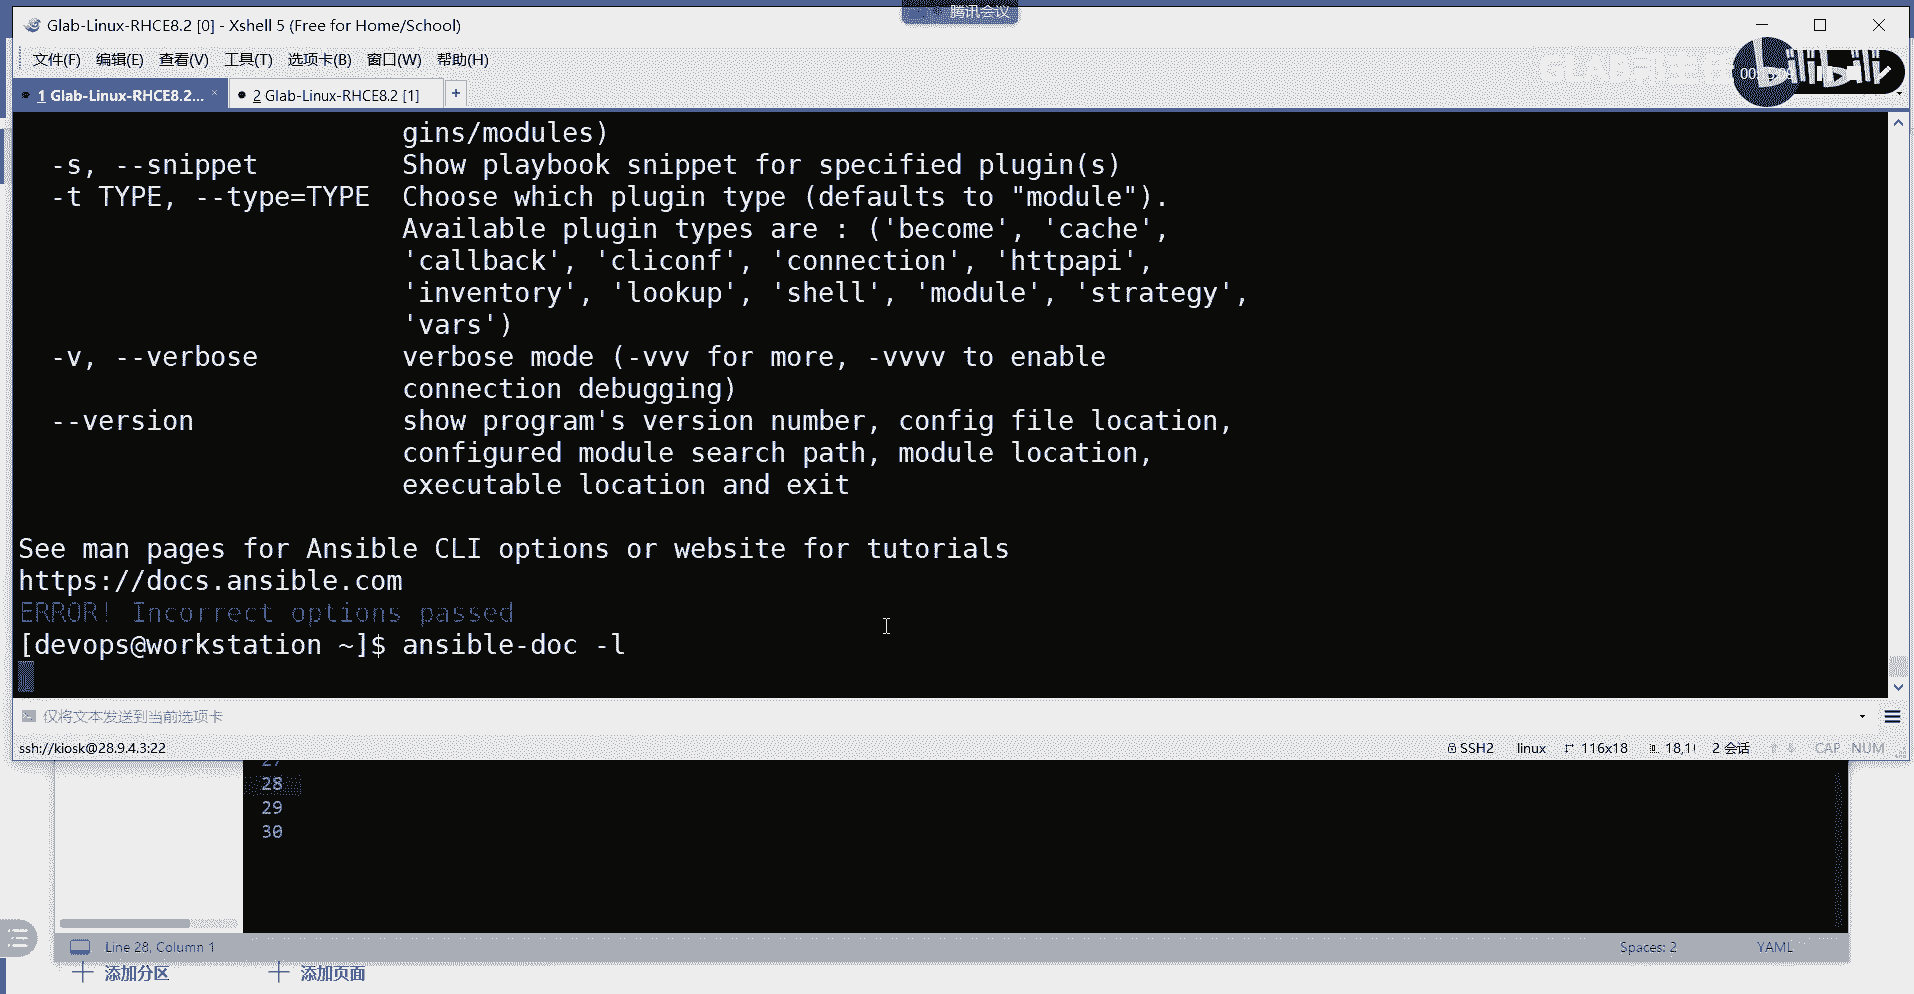 腾讯会议
Glab-Linux-RHCE8.2 [0] - Xshell 5 (Free for Home/School)
文件(F) 编辑(E) 查看(V) 工具(T) 选项卡(B) 窗口(W) 帮助(H)
bilibili
1 Glab-Linux-RHCE8.2... × 2 Glab-Linux-RHCE8.2 [1] +
gins/modules)
-s, --snippet Show playbook snippet for specified plugin(s)
-t TYPE, --type=TYPE Choose which plugin type (defaults to "module").
Available plugin types are : ('become', 'cache',
'callback', 'cliconf', 'connection', 'httpapi',
'inventory', 'lookup', 'shell', 'module', 'strategy',
'vars')
-v, --verbose verbose mode (-vvv for more, -vvvv to enable
connection debugging)
--version show program's version number, config file location,
configured module search path, module location,
executable location and exit
See man pages for Ansible CLI options or website for tutorials
https://docs.ansible.com
ERROR! Incorrect options passed
[devops@workstation ~]$ ansible-doc -l
仅将文本发送到当前选项卡
ssh://kiosk@28.9.4.3:22 SSH2 linux 116x18 18,1 2 会话 CAP NUM
27
28
29
30
Line 28, Column 1 Spaces: 2 YAML
添加分区 添加页面